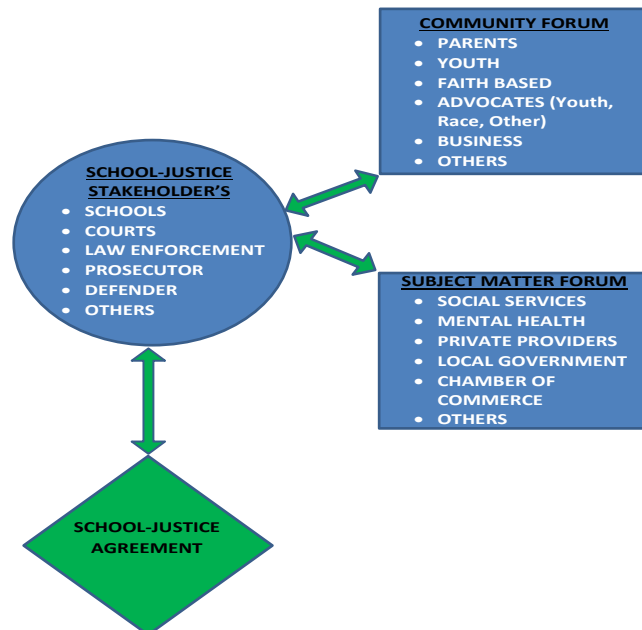 COMMUNITY FORUM
• PARENTS
• YOUTH
• FAITH BASED
• ADVOCATES (Youth,
Race, Other)
• BUSINESS
• OTHERS
SCHOOL-JUSTICE
STAKEHOLDER'S
• SCHOOLS
• COURTS
• LAW ENFORCEMENT
• PROSECUTOR
• DEFENDER
• OTHERS
SUBJECT MATTER FORUM
• SOCIAL SERVICES
• MENTAL HEALTH
• PRIVATE PROVIDERS
• LOCAL GOVERNMENT
• CHAMBER OF
COMMERCE
• OTHERS
SCHOOL-JUSTICE
AGREEMENT